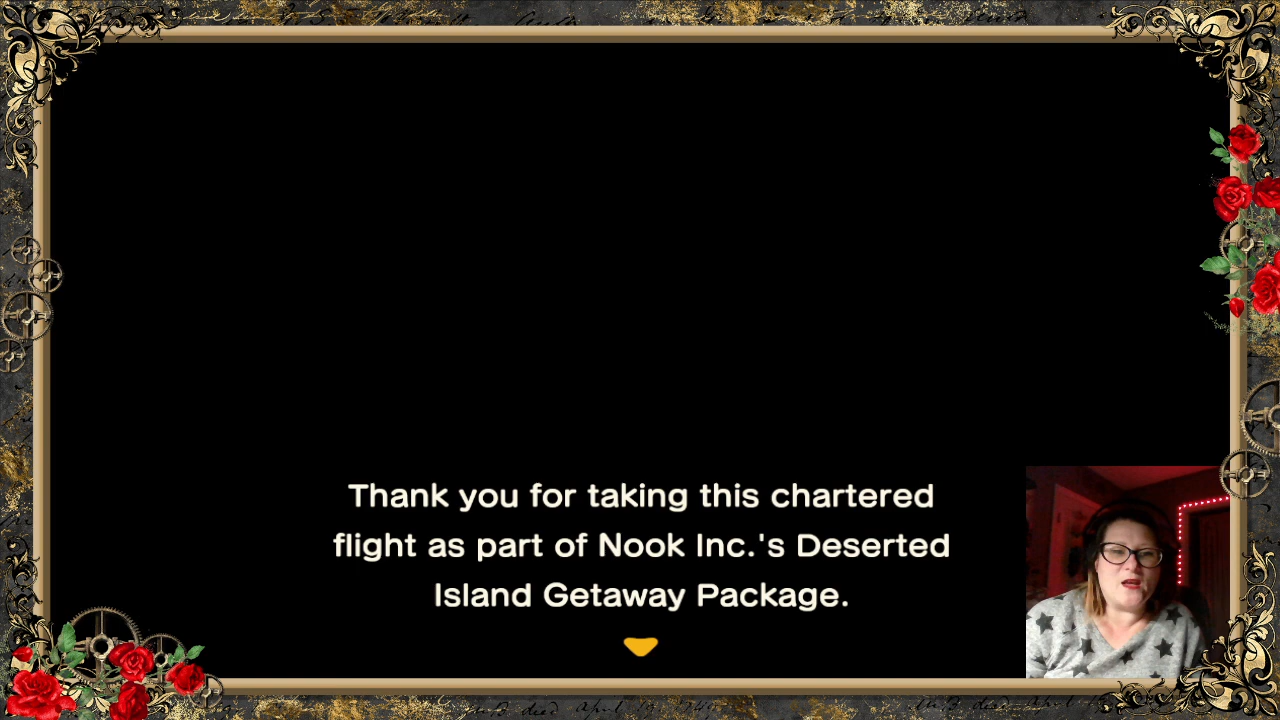 Thank you for taking this chartered
flight as part of Nook Inc.'s Deserted
Island Getaway Package.